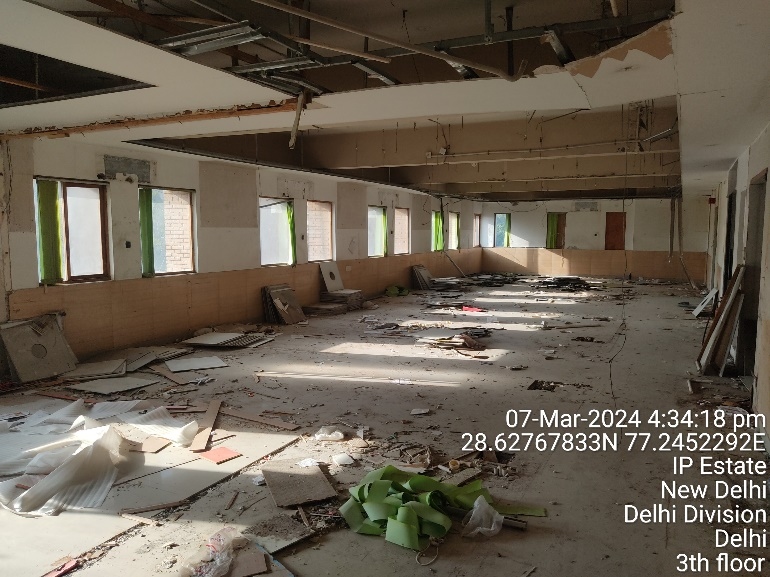 07-Mar-2024 4:34:18 pm
28.62767833N 77.2452292E
IP Estate
New Delhi
Delhi Division
Delhi
3th floor